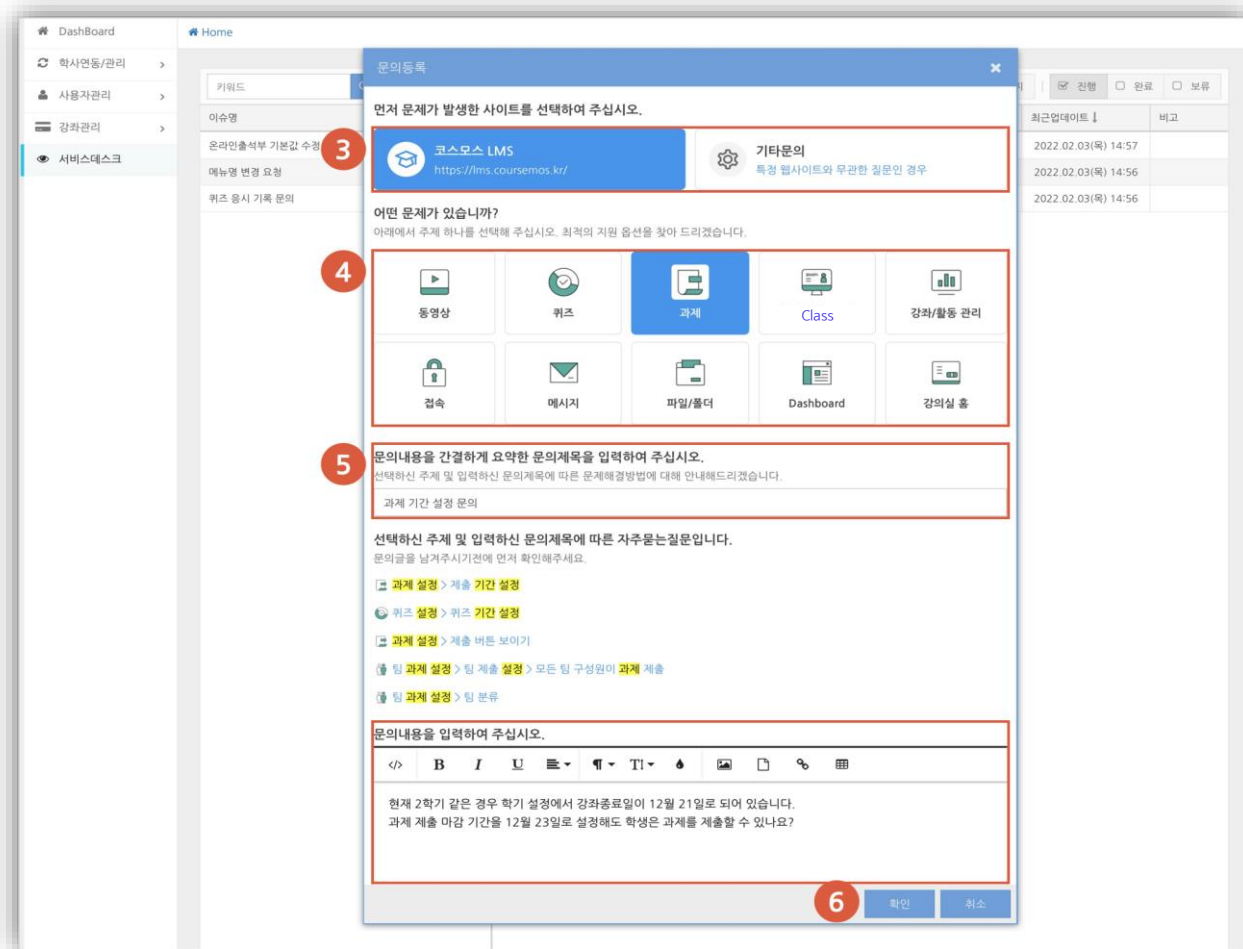 DashBoard
Home
학사연동/관리
사용자관리
강좌관리
서비스데스크
키워드
진행
완료
보류
이슈명
최근업데이트
비고
온라인출석부 기본값 수정
2022.02.03(목) 14:57
메뉴명 변경 요청
2022.02.03(목) 14:56
퀴즈 응시 기록 문의
2022.02.03(목) 14:56
문의등록
먼저 문제가 발생한 사이트를 선택하여 주십시오.
3
코스모스 LMS
https://lms.coursemos.kr/
기타문의
특정 웹사이트와 무관한 질문인 경우
어떤 문제가 있습니까?
아래에서 주제 하나를 선택해 주십시오. 최적의 지원 옵션을 찾아 드리겠습니다.
4
동영상
퀴즈
과제
Class
강좌/활동 관리
접속
메시지
파일/폴더
Dashboard
강의실 홈
5
문의내용을 간결하게 요약한 문의제목을 입력하여 주십시오.
선택하신 주제 및 입력하신 문의제목에 따른 문제해결방법에 대해 안내해드리겠습니다.
과제 기간 설정 문의
선택하신 주제 및 입력하신 문의제목에 따른 자주묻는질문입니다.
문의글을 남겨주시기전에 먼저 확인해주세요.
과제 설정 > 제출 기간 설정
퀴즈 설정 > 퀴즈 기간 설정
과제 설정 > 제출 버튼 보이기
팀 과제 설정 > 팀 제출 설정 > 모든 팀 구성원이 과제 제출
팀 과제 설정 > 팀 분류
문의내용을 입력하여 주십시오.
현재 2학기 같은 경우 학기 설정에서 강좌종료일이 12월 21일로 되어 있습니다.
과제 제출 마감 기간을 12월 23일로 설정해도 학생은 과제를 제출할 수 있나요?
6
확인
취소